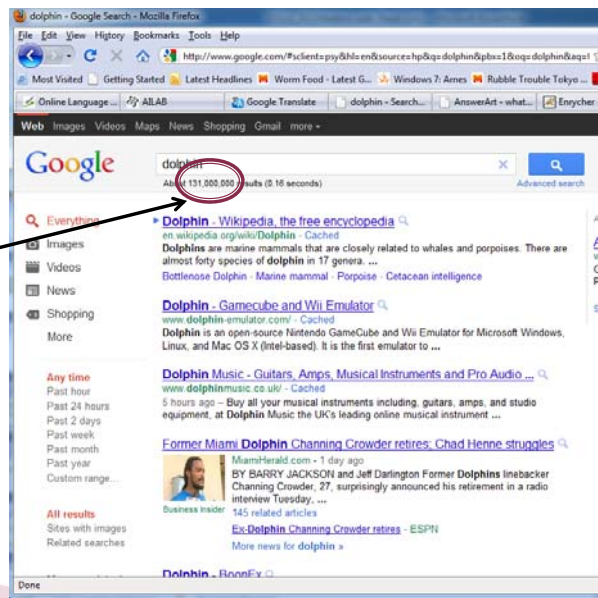 dolphin - Google Search - Mozilla Firefox
File Edit View History Bookmarks Tools Help
http://www.google.com/#sclient=psy&hl=en&source=hp&q=dolphin&pbx=1&oq=dolphin&aq=f
Most Visited Getting Started Latest Headlines Worm Food - Latest G... Windows 7: Ames Rubble Trouble Tokyo ...
Online Language ... AILAB Google Translate dolphin - Search... AnswerArt - what... Enrycher
Web Images Videos Maps News Shopping Gmail more
Google dolphin
About 131,000,000 results (0.16 seconds) Advanced search
Everything
Images
Videos
News
Shopping
More
Any time
Past hour
Past 24 hours
Past 2 days
Past week
Past month
Past year
Custom range...
All results
Sites with images
Related searches
Dolphin - Wikipedia, the free encyclopedia
en.wikipedia.org/wiki/Dolphin - Cached
Dolphins are marine mammals that are closely related to whales and porpoises. There are
almost forty species of dolphin in 17 genera. ...
Bottlenose Dolphin - Marine mammal - Porpoise - Cetacean intelligence
Dolphin - Gamecube and Wii Emulator
www.dolphin-emulator.com/ - Cached
Dolphin is an open-source Nintendo GameCube and Wii Emulator for Microsoft Windows,
Linux, and Mac OS X (Intel-based). It is the first emulator to ...
Dolphin Music - Guitars, Amps, Musical Instruments and Pro Audio ...
www.dolphinmusic.co.uk/ - Cached
5 hours ago – Buy all your musical instruments including, guitars, amps, and studio
equipment, at Dolphin Music the UK's leading online musical instrument ...
Former Miami Dolphin Channing Crowder retires; Chad Henne struggles
MiamiHerald.com - 1 day ago
BY BARRY JACKSON and Jeff Darlington Former Dolphins linebacker
Channing Crowder, 27, surprisingly announced his retirement in a radio
interview Tuesday, ...
Business Insider 145 related articles
Ex-Dolphin Channing Crowder retires - ESPN
More news for dolphin »
Dolphin - BoonEx
Done